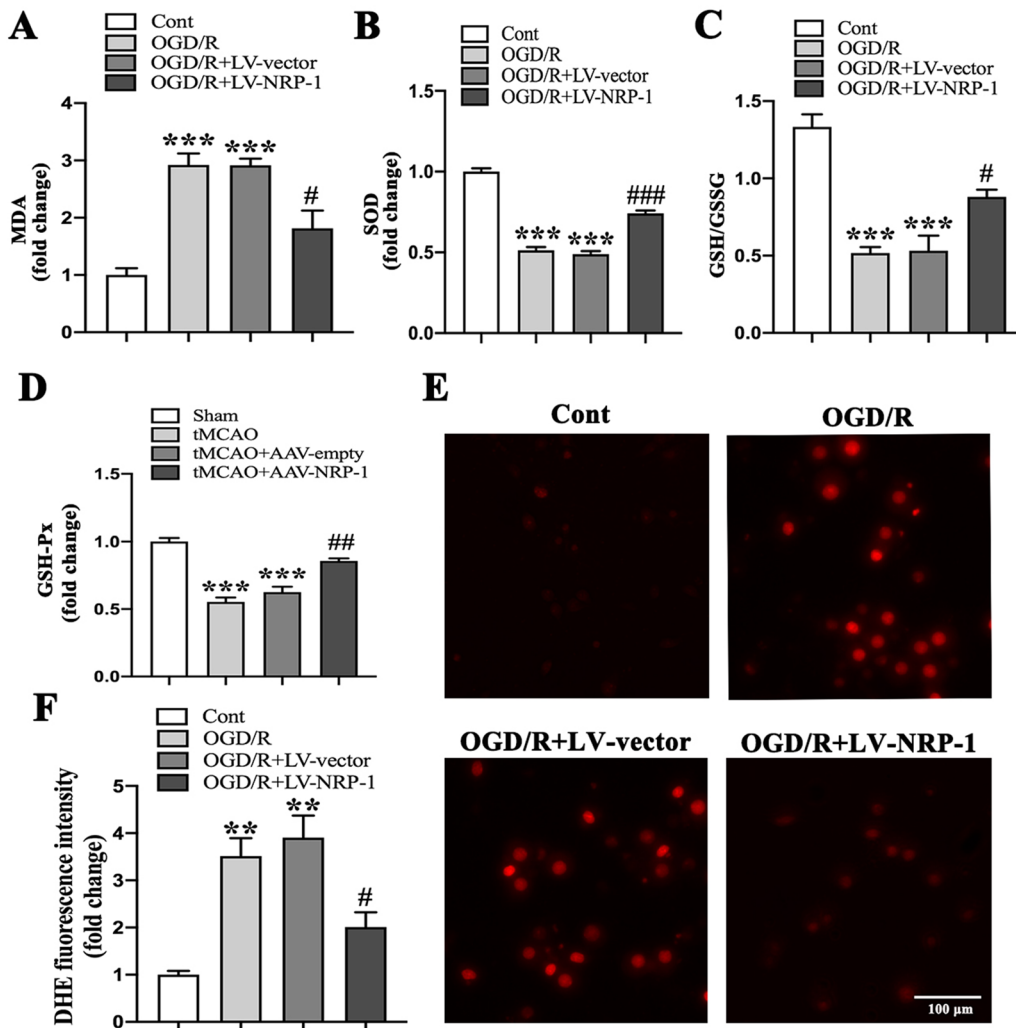 A
Cont
OGD/R
OGD/R+LV-vector
OGD/R+LV-NRP-1
MDA
(fold change)
4
3
2
1
0
***
***
#
B
Cont
OGD/R
OGD/R+LV-vector
OGD/R+LV-NRP-1
SOD
(fold change)
1.5
1.0
0.5
0.0
***
***
###
C
Cont
OGD/R
OGD/R+LV-vector
OGD/R+LV-NRP-1
GSH/GSSG
1.5
1.0
0.5
0.0
***
***
#
D
Sham
tMCAO
tMCAO+AAV-empty
tMCAO+AAV-NRP-1
GSH-Px
(fold change)
1.5
1.0
0.5
0.0
***
***
##
E
Cont
OGD/R
OGD/R+LV-vector
OGD/R+LV-NRP-1
100 μm
F
Cont
OGD/R
OGD/R+LV-vector
OGD/R+LV-NRP-1
DHE fluorescence intensity
(fold change)
5
4
3
2
1
0
**
**
#